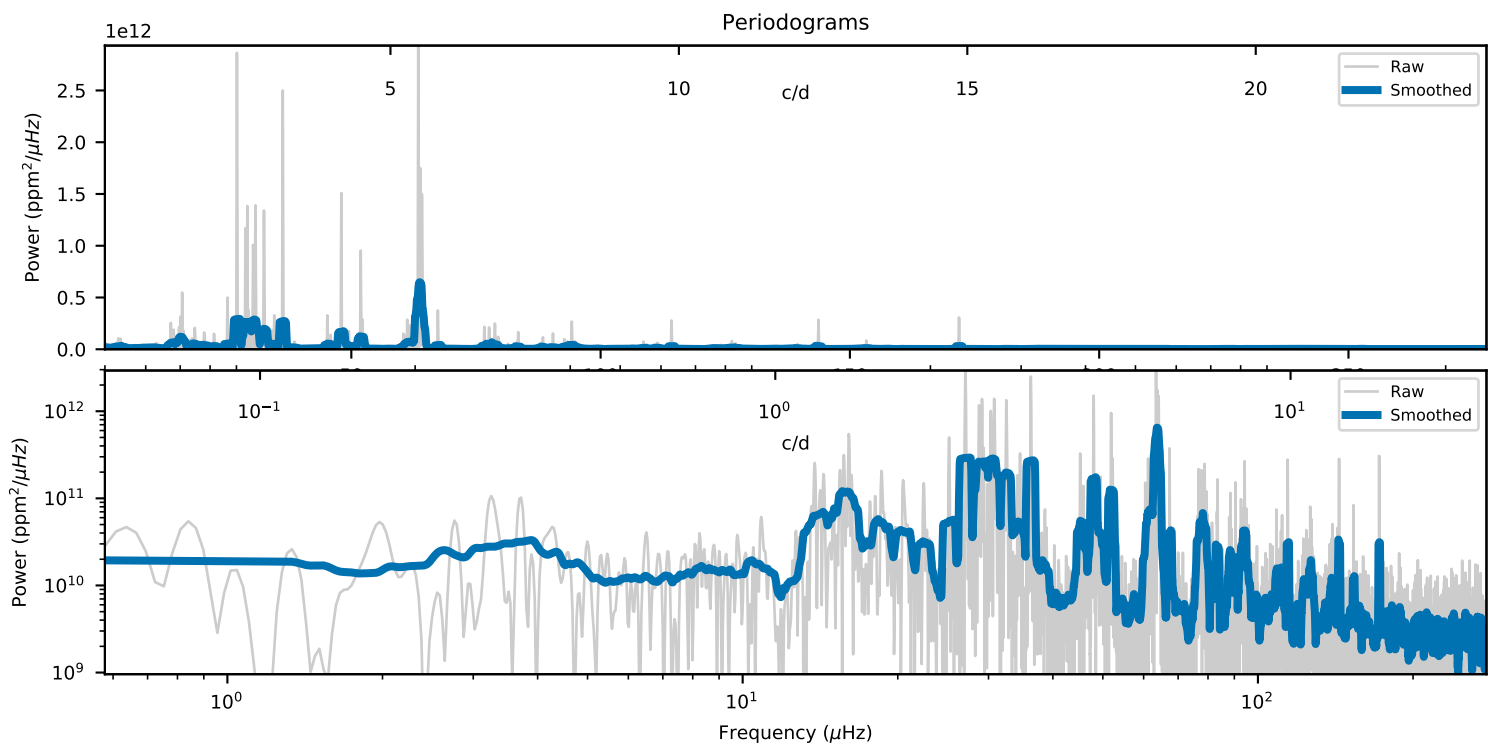 Periodograms
1e12
Power (ppm²/μHz)
2.5
2.0
1.5
1.0
0.5
0.0
5
10
15
20
c/d
Raw
Smoothed
Power (ppm²/μHz)
10¹²
10¹¹
10¹⁰
10⁹
10⁻¹
10⁰
10¹
c/d
Raw
Smoothed
10⁰
10¹
10²
Frequency (μHz)